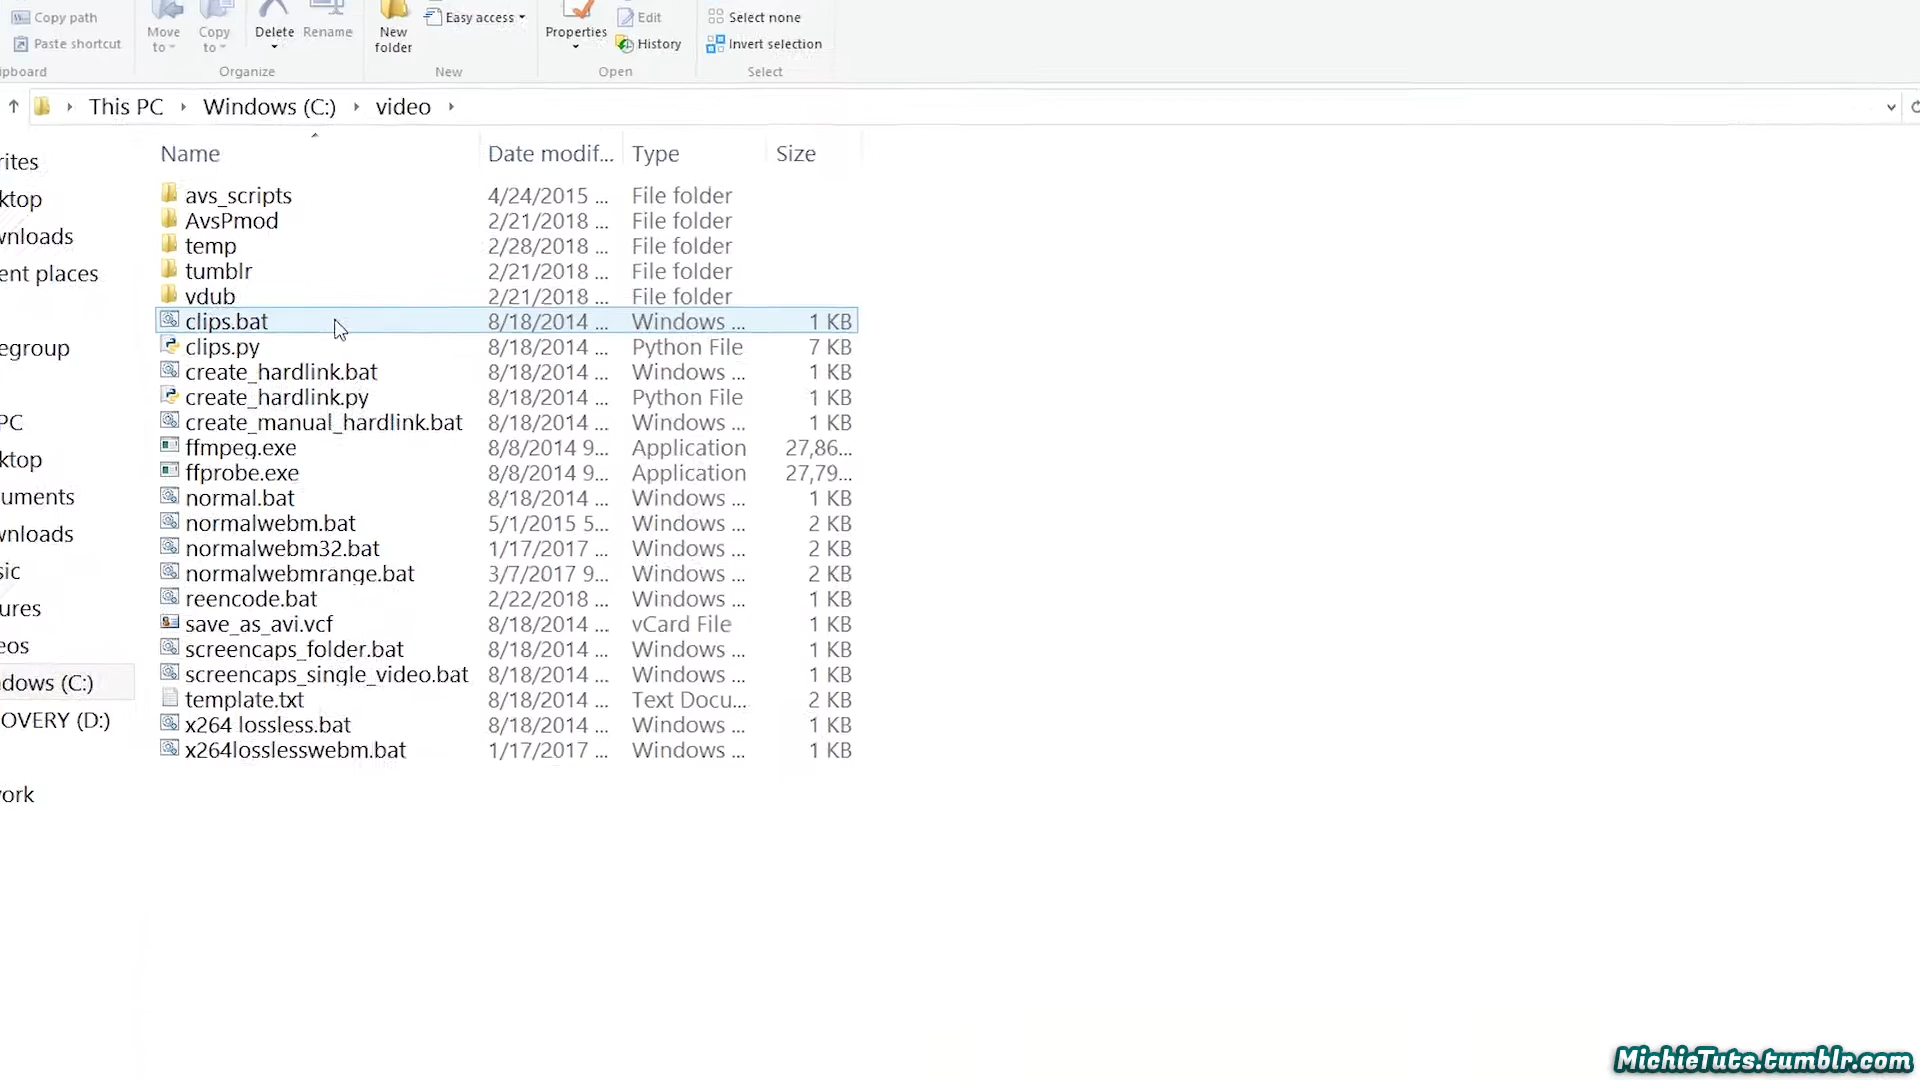 Copy path
Paste shortcut
Move to
Copy to
Delete
Rename
New folder
Easy access
Properties
Edit
History
Select none
Invert selection
pboard
Organize
New
Open
Select
This PC
Windows (C:)
video
Name Date modif... Type Size
avs_scripts 4/24/2015 ... File folder
AvsPmod 2/21/2018 ... File folder
temp 2/28/2018 ... File folder
tumblr 2/21/2018 ... File folder
vdub 2/21/2018 ... File folder
clips.bat 8/18/2014 ... Windows ... 1 KB
clips.py 8/18/2014 ... Python File 7 KB
create_hardlink.bat 8/18/2014 ... Windows ... 1 KB
create_hardlink.py 8/18/2014 ... Python File 1 KB
create_manual_hardlink.bat 8/18/2014 ... Windows ... 1 KB
ffmpeg.exe 8/8/2014 9... Application 27,86...
ffprobe.exe 8/8/2014 9... Application 27,79...
normal.bat 8/18/2014 ... Windows ... 1 KB
normalwebm.bat 5/1/2015 5... Windows ... 2 KB
normalwebm32.bat 1/17/2017 ... Windows ... 2 KB
normalwebmrange.bat 3/7/2017 9... Windows ... 2 KB
reencode.bat 2/22/2018 ... Windows ... 1 KB
save_as_avi.vcf 8/18/2014 ... vCard File 1 KB
screencaps_folder.bat 8/18/2014 ... Windows ... 1 KB
screencaps_single_video.bat 8/18/2014 ... Windows ... 1 KB
template.txt 8/18/2014 ... Text Docu... 2 KB
x264 lossless.bat 8/18/2014 ... Windows ... 1 KB
x264losslesswebm.bat 1/17/2017 ... Windows ... 1 KB
rites
ktop
wnloads
ent places
egroup
PC
ktop
uments
wnloads
sic
ures
eos
dows (C:)
OVERY (D:)
ork
MichieTuts.tumblr.com